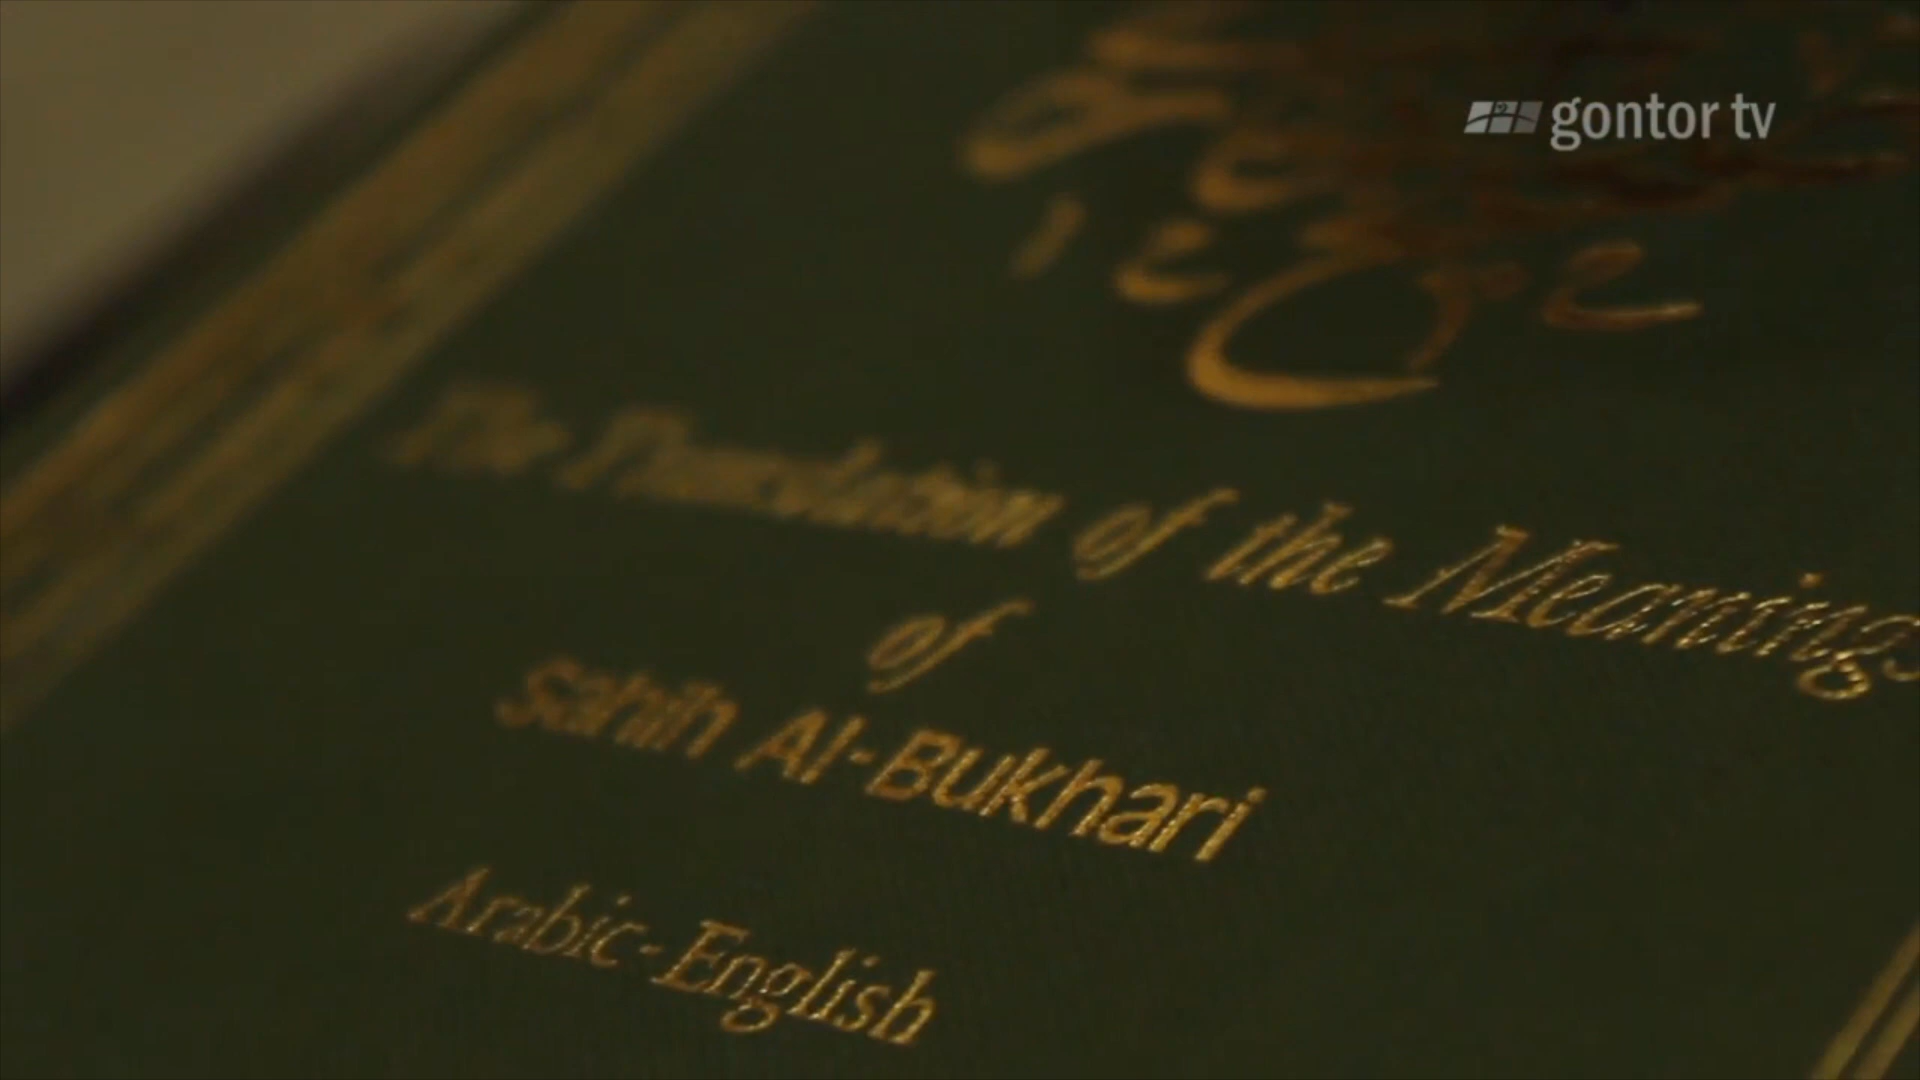 gontor tv
The Translation of the Meanings
of
Sahih Al-Bukhari
Arabic-English